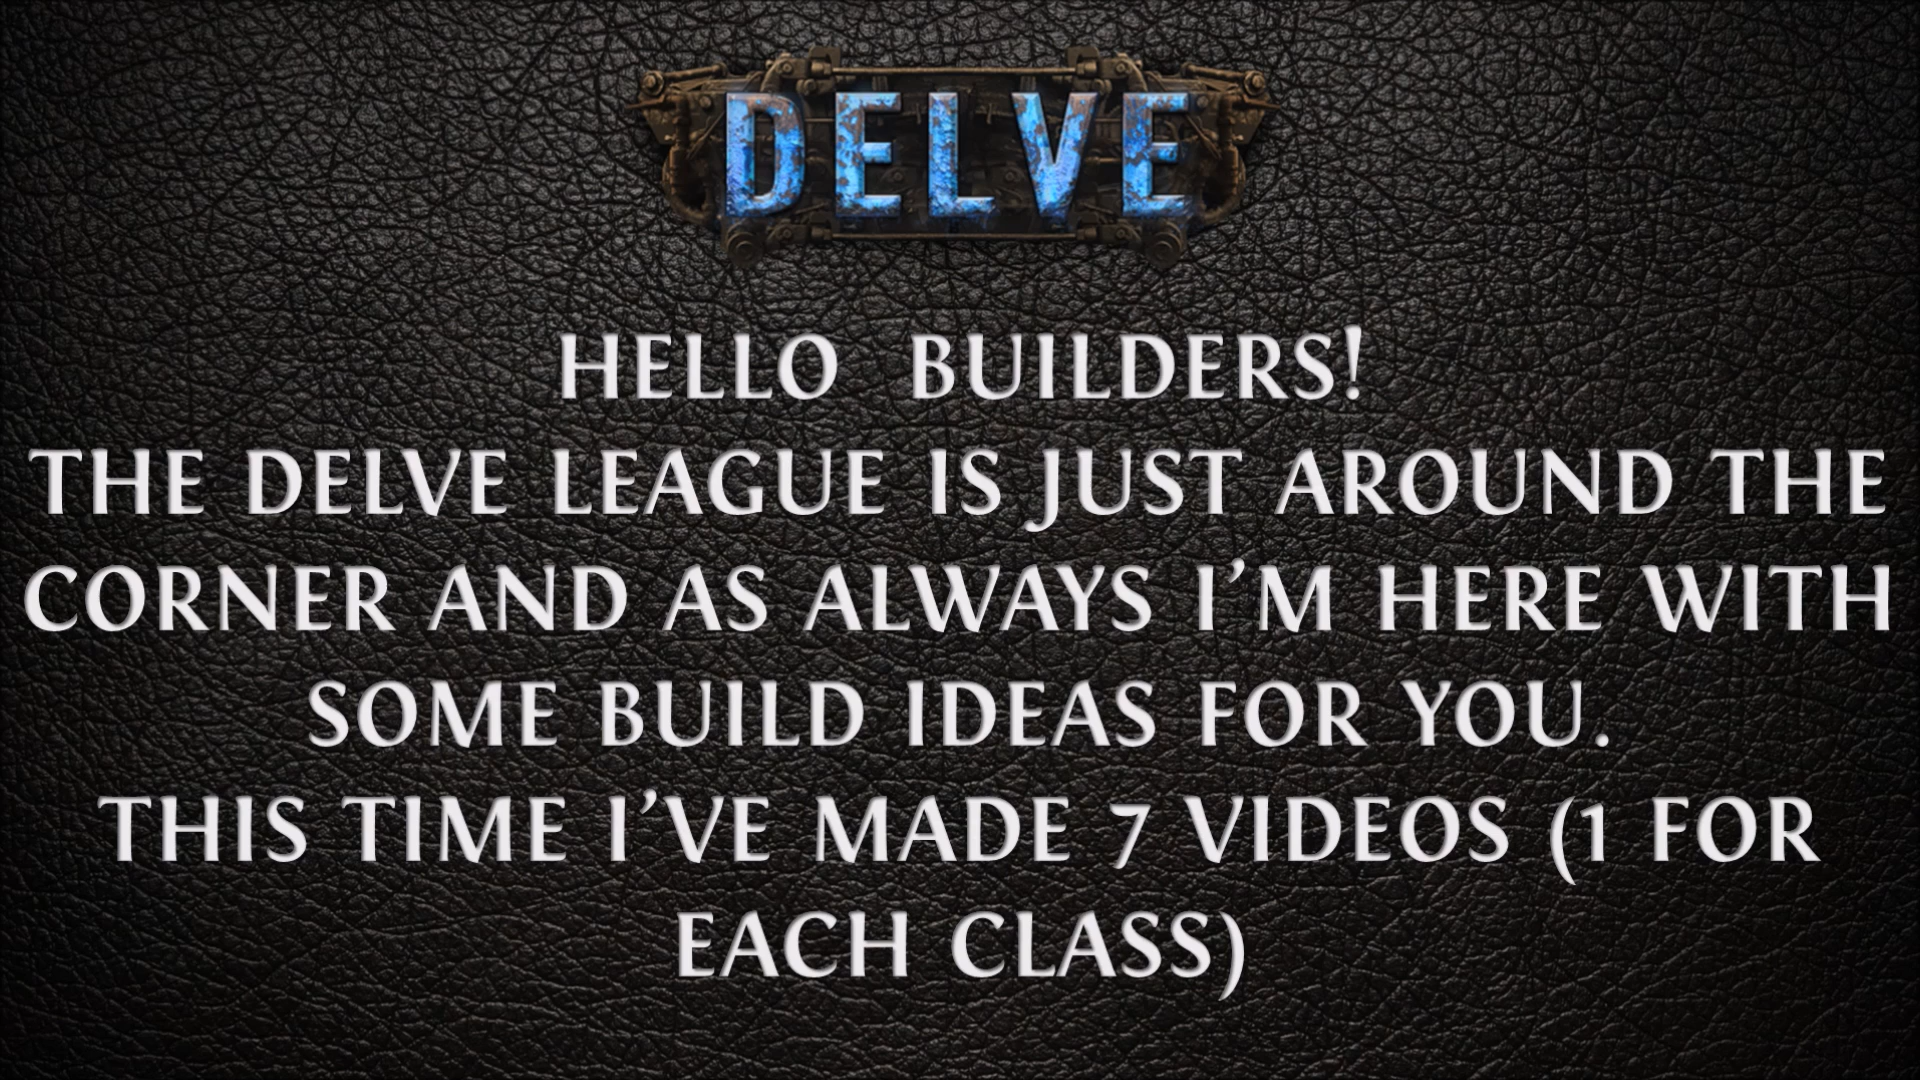 DELVE
HELLO BUILDERS!
THE DELVE LEAGUE IS JUST AROUND THE
CORNER AND AS ALWAYS I'M HERE WITH
SOME BUILD IDEAS FOR YOU.
THIS TIME I'VE MADE 7 VIDEOS (1 FOR
EACH CLASS)